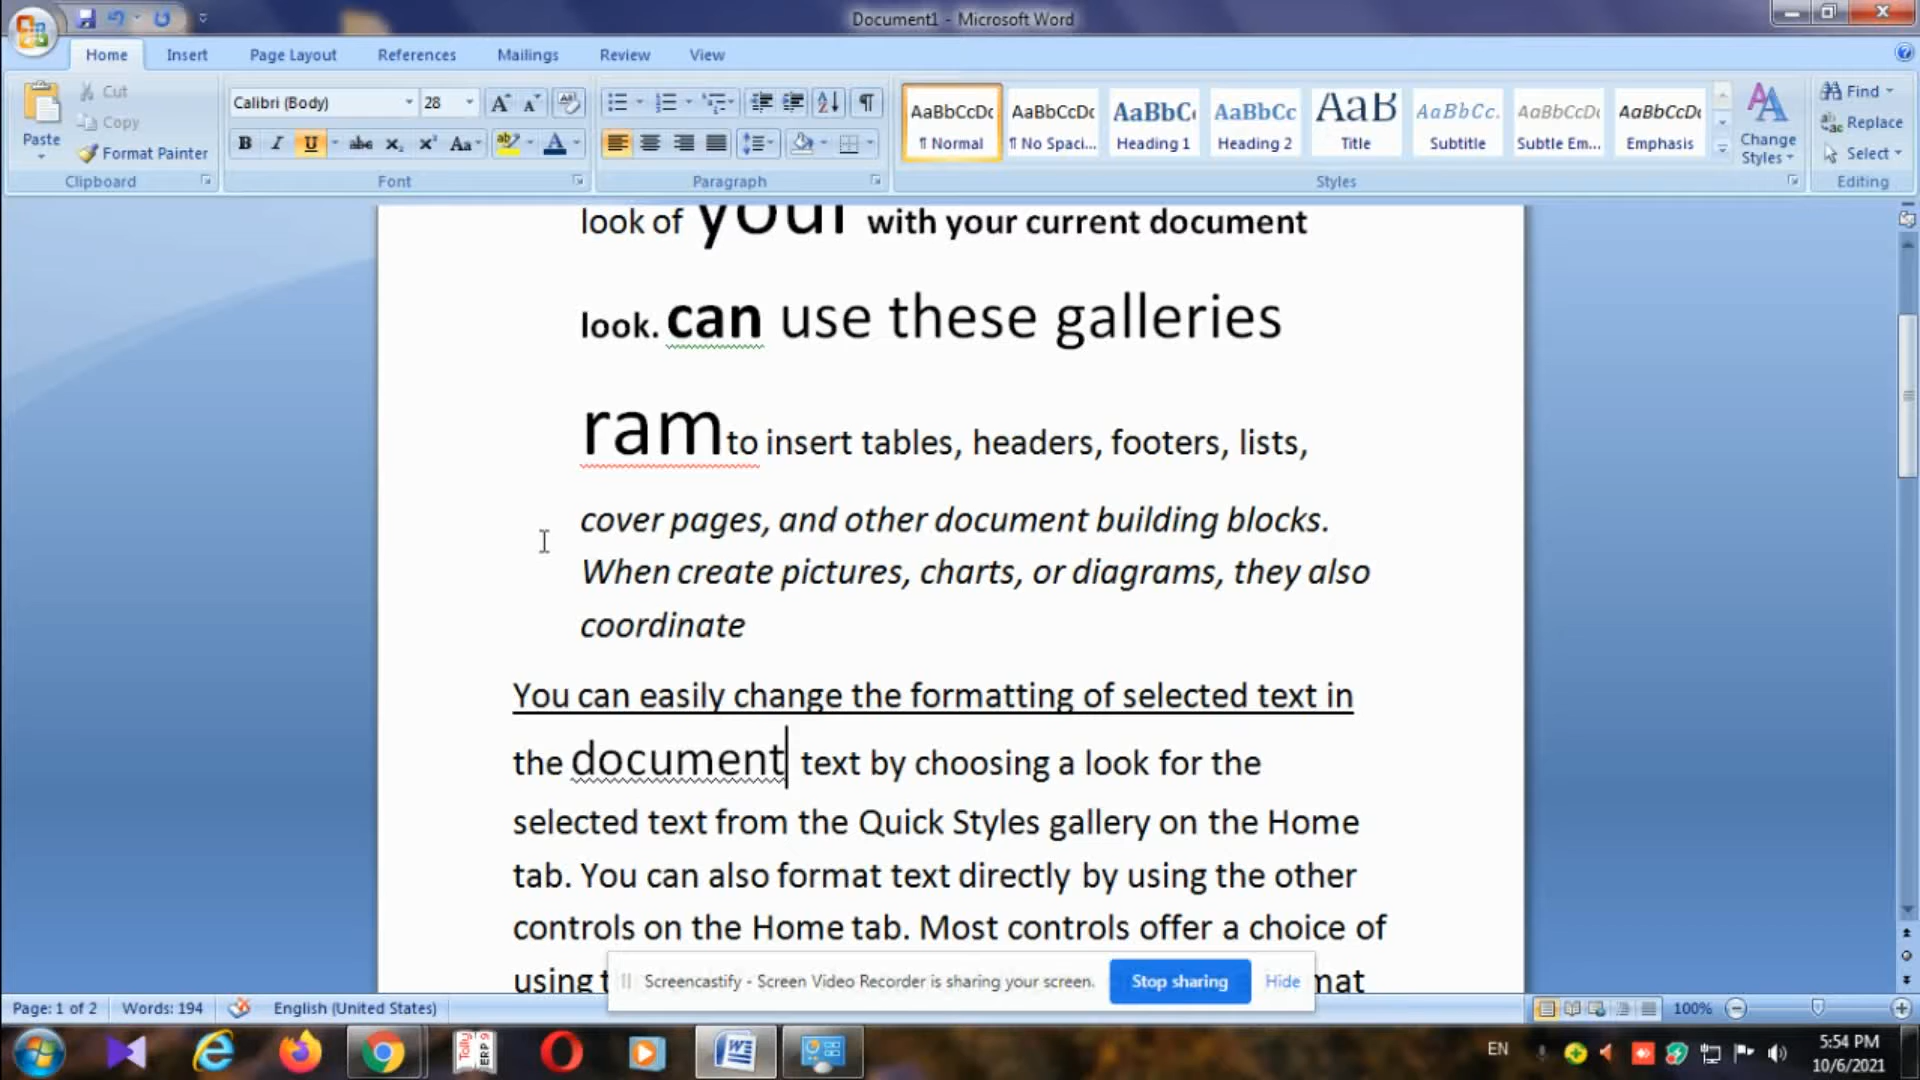 Document1 - Microsoft Word
Home Insert Page Layout References Mailings Review View
Paste
Cut
Copy
Format Painter
Clipboard
Calibri (Body) 28
Font
Paragraph
AaBbCcDc AaBbCcDc AaBbC AaBbCc AaB AaBbCc. AaBbCcDc AaBbCcDc
¶ Normal ¶ No Spaci... Heading 1 Heading 2 Title Subtitle Subtle Em... Emphasis
Change Styles
Styles
Find
Replace
Select
Editing
look of your with your current document
look. can use these galleries
ram to insert tables, headers, footers, lists,
cover pages, and other document building blocks.
When create pictures, charts, or diagrams, they also
coordinate
You can easily change the formatting of selected text in
the document text by choosing a look for the
selected text from the Quick Styles gallery on the Home
tab. You can also format text directly by using the other
controls on the Home tab. Most controls offer a choice of
using
Screencastify - Screen Video Recorder is sharing your screen. Stop sharing Hide
Page: 1 of 2 Words: 194 English (United States) 100%
Tally ERP 9
EN
5:54 PM
10/6/2021